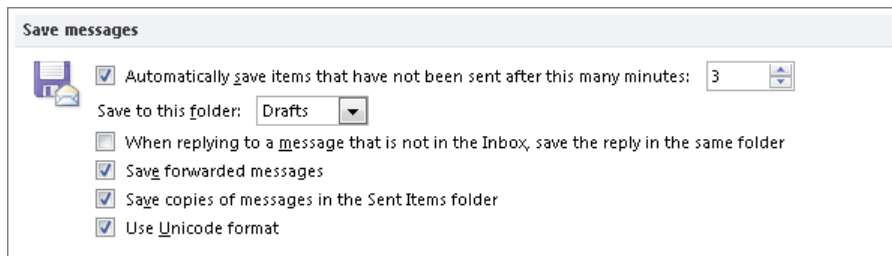 Save messages
Automatically save items that have not been sent after this many minutes: 3
Save to this folder: Drafts
When replying to a message that is not in the Inbox, save the reply in the same folder
Save forwarded messages
Save copies of messages in the Sent Items folder
Use Unicode format